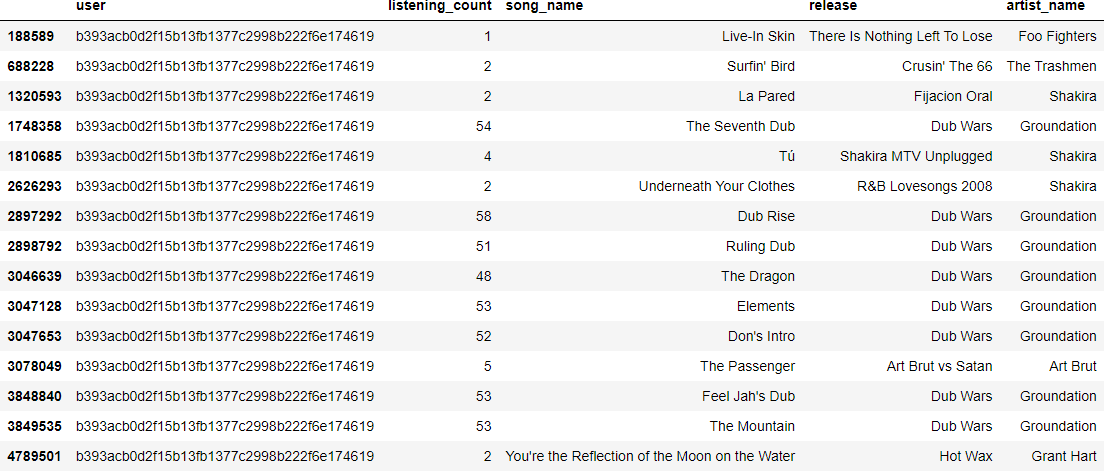 user listening_count song_name release artist_name
188589 b393acb0d2f15b13fb1377c2998b222f6e174619 1 Live-In Skin There Is Nothing Left To Lose Foo Fighters
688228 b393acb0d2f15b13fb1377c2998b222f6e174619 2 Surfin' Bird Crusin' The 66 The Trashmen
1320593 b393acb0d2f15b13fb1377c2998b222f6e174619 2 La Pared Fijacion Oral Shakira
1748358 b393acb0d2f15b13fb1377c2998b222f6e174619 54 The Seventh Dub Dub Wars Groundation
1810685 b393acb0d2f15b13fb1377c2998b222f6e174619 4 Tú Shakira MTV Unplugged Shakira
2626293 b393acb0d2f15b13fb1377c2998b222f6e174619 2 Underneath Your Clothes R&B Lovesongs 2008 Shakira
2897292 b393acb0d2f15b13fb1377c2998b222f6e174619 58 Dub Rise Dub Wars Groundation
2898792 b393acb0d2f15b13fb1377c2998b222f6e174619 51 Ruling Dub Dub Wars Groundation
3046639 b393acb0d2f15b13fb1377c2998b222f6e174619 48 The Dragon Dub Wars Groundation
3047128 b393acb0d2f15b13fb1377c2998b222f6e174619 53 Elements Dub Wars Groundation
3047653 b393acb0d2f15b13fb1377c2998b222f6e174619 52 Don's Intro Dub Wars Groundation
3078049 b393acb0d2f15b13fb1377c2998b222f6e174619 5 The Passenger Art Brut vs Satan Art Brut
3848840 b393acb0d2f15b13fb1377c2998b222f6e174619 53 Feel Jah's Dub Dub Wars Groundation
3849535 b393acb0d2f15b13fb1377c2998b222f6e174619 53 The Mountain Dub Wars Groundation
4789501 b393acb0d2f15b13fb1377c2998b222f6e174619 2 You're the Reflection of the Moon on the Water Hot Wax Grant Hart